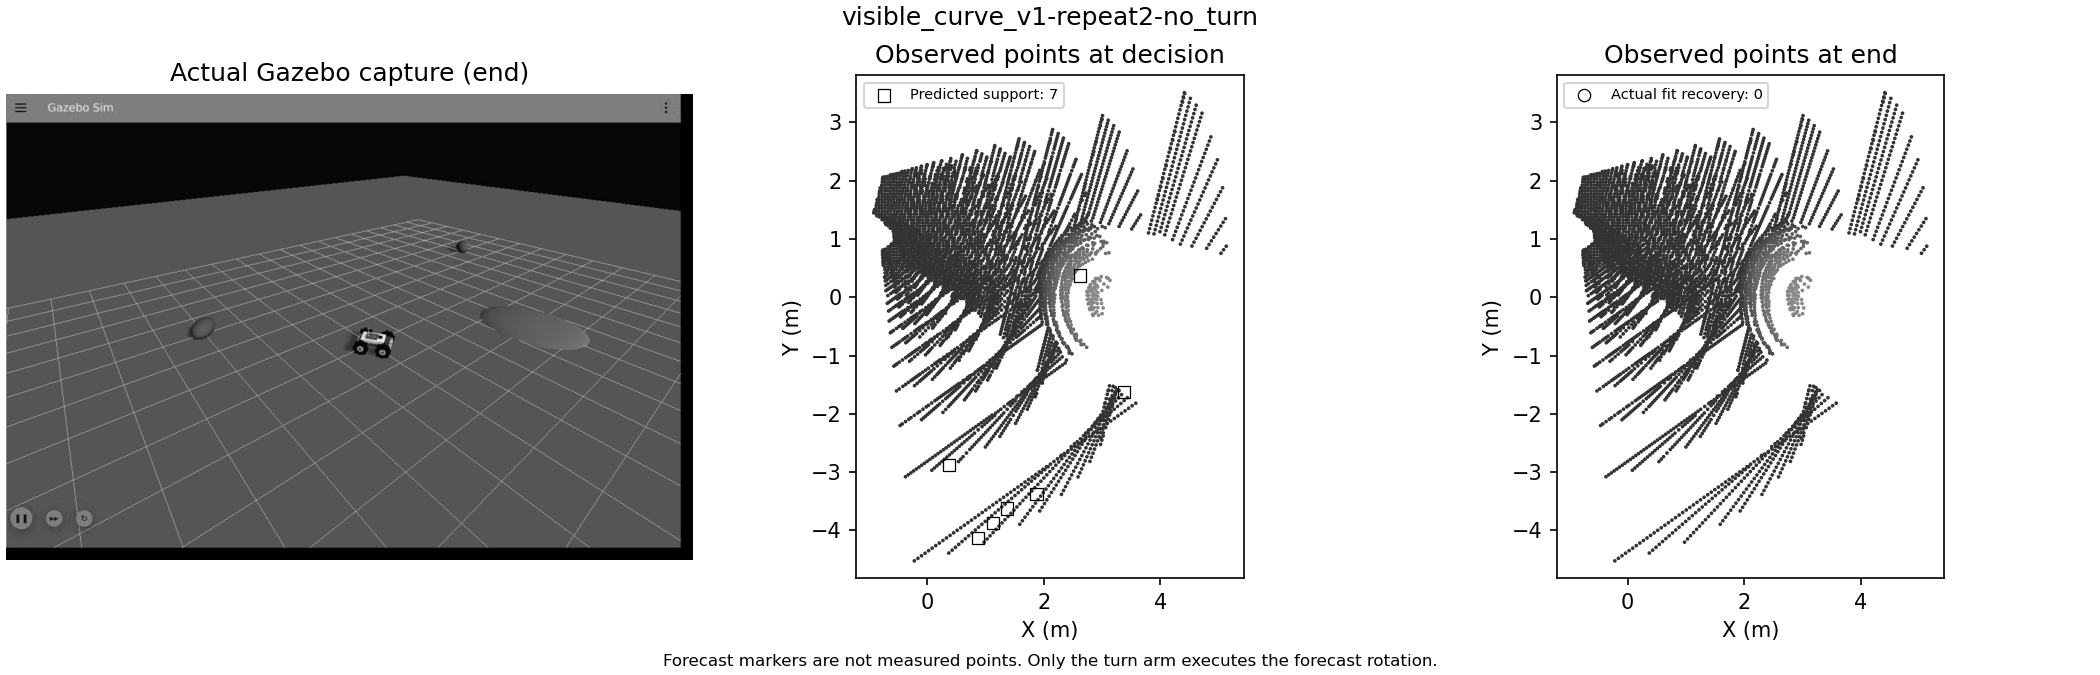 visible_curve_v1-repeat2-no_turn
Actual Gazebo capture (end)
Gazebo Sim
Observed points at decision
Predicted support: 7
3
2
1
0
−1
−2
−3
−4
Y (m)
0
2
4
X (m)
Observed points at end
Actual fit recovery: 0
3
2
1
0
−1
−2
−3
−4
Y (m)
0
2
4
X (m)
Forecast markers are not measured points. Only the turn arm executes the forecast rotation.